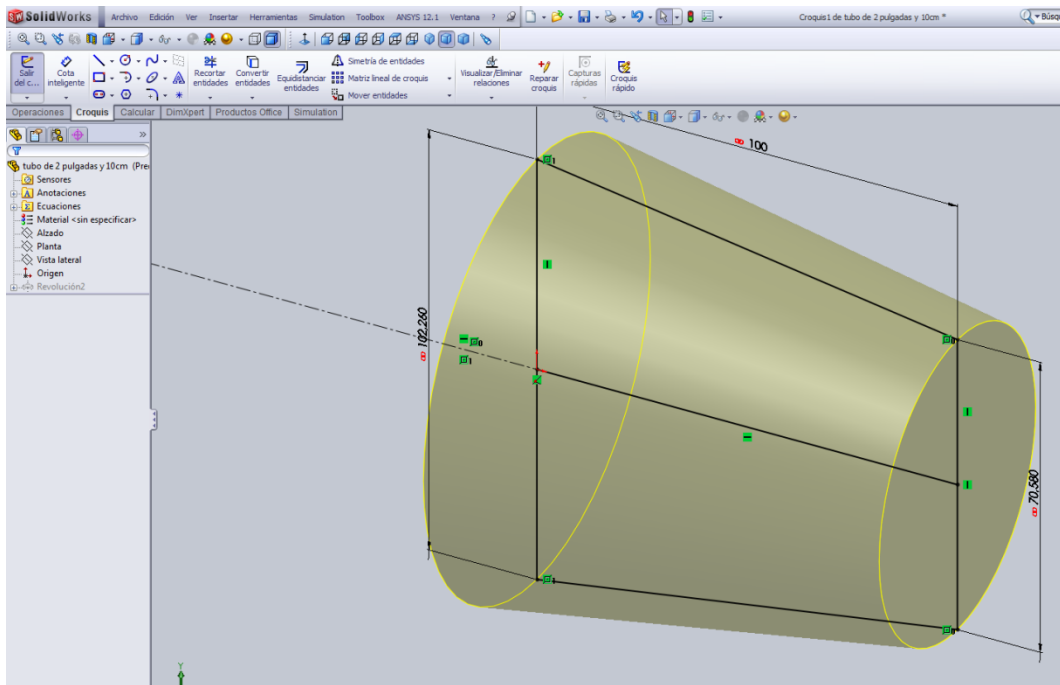 SolidWorks Archivo Edición Ver Insertar Herramientas Simulation Toolbox ANSYS 12.1 Ventana ? Croquis1 de tubo de 2 pulgadas y 10cm *
Salir del c...
Cota inteligente
Recortar entidades
Convertir entidades
Equidistanciar entidades
Simetría de entidades
Matriz lineal de croquis
Mover entidades
Visualizar/Eliminar relaciones
Reparar croquis
Capturas rápidas
Croquis rápido
Operaciones Croquis Calcular DimXpert Productos Office Simulation
tubo de 2 pulgadas y 10cm (Pre
Sensores
Anotaciones
Ecuaciones
Material <sin especificar>
Alzado
Planta
Vista lateral
Origen
Revolución2
100
102.260
70.580
Y